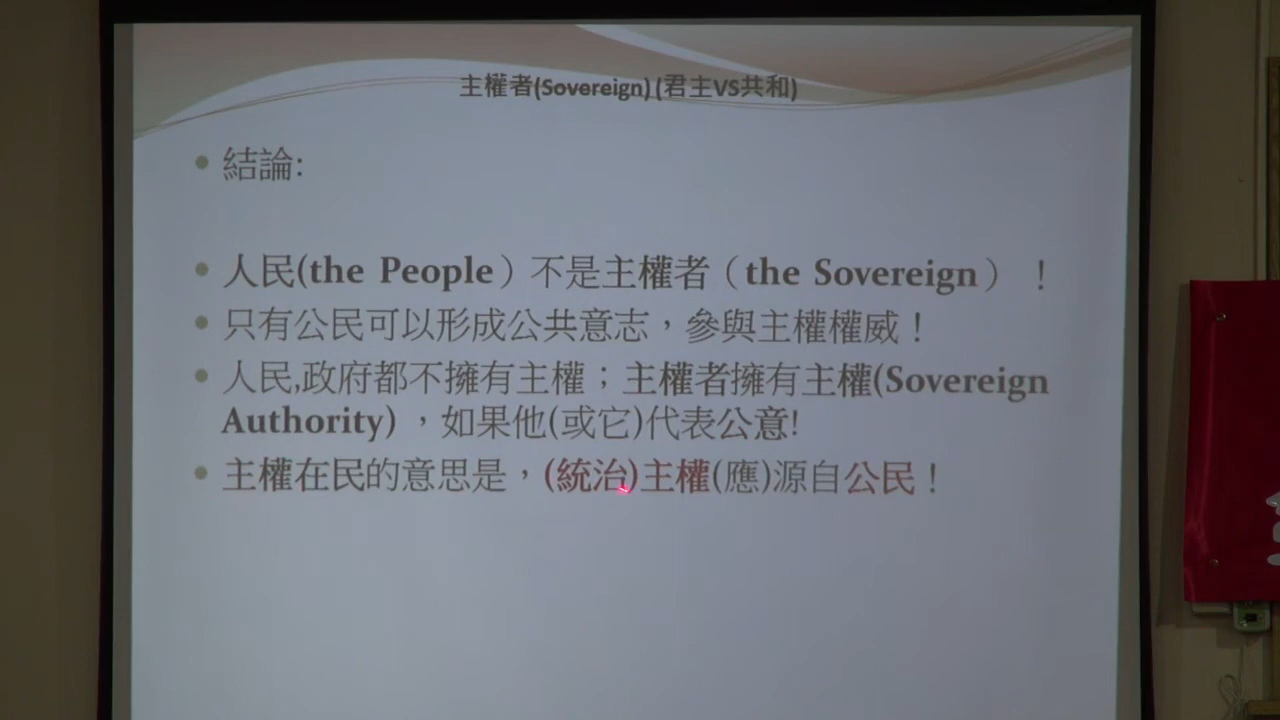 主權者(Sovereign)(君主VS共和)
結論:
人民(the People）不是主權者（the Sovereign） ！
只有公民可以形成公共意志，參與主權權威！
人民,政府都不擁有主權；主權者擁有主權(Sovereign
Authority) ，如果他(或它)代表公意!
主權在民的意思是，(統治)主權(應)源自公民！